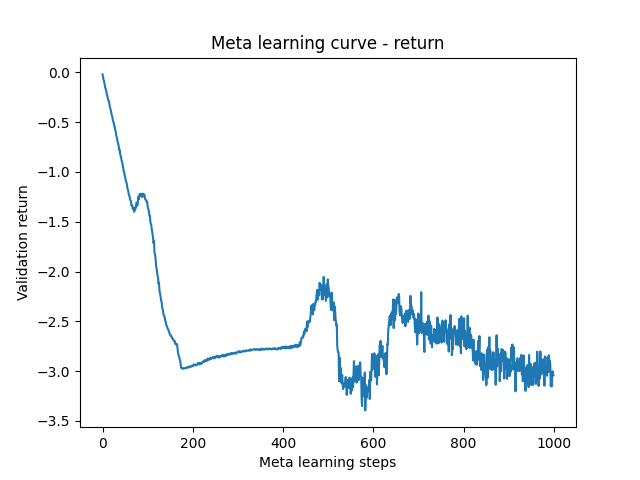 Meta learning curve - return
Validation return
0.0
−0.5
−1.0
−1.5
−2.0
−2.5
−3.0
−3.5
0 200 400 600 800 1000
Meta learning steps